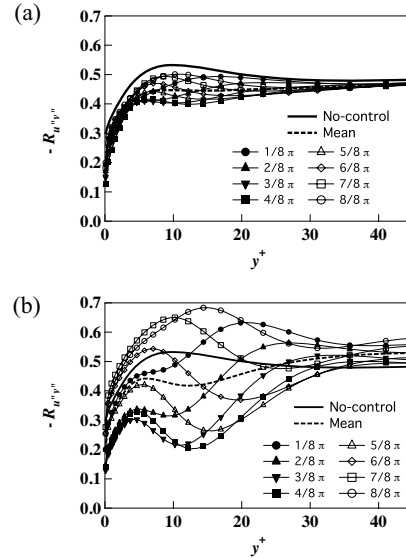 (a)
0.7
0.6
0.5
0.4
0.3
0.2
0.1
0.0
- R u"v"
No-control
Mean
1/8 π 5/8 π
2/8 π 6/8 π
3/8 π 7/8 π
4/8 π 8/8 π
0 10 20 30 40
y+
(b)
0.7
0.6
0.5
0.4
0.3
0.2
0.1
0.0
- R u"v"
No-control
Mean
1/8 π 5/8 π
2/8 π 6/8 π
3/8 π 7/8 π
4/8 π 8/8 π
0 10 20 30 40
y+